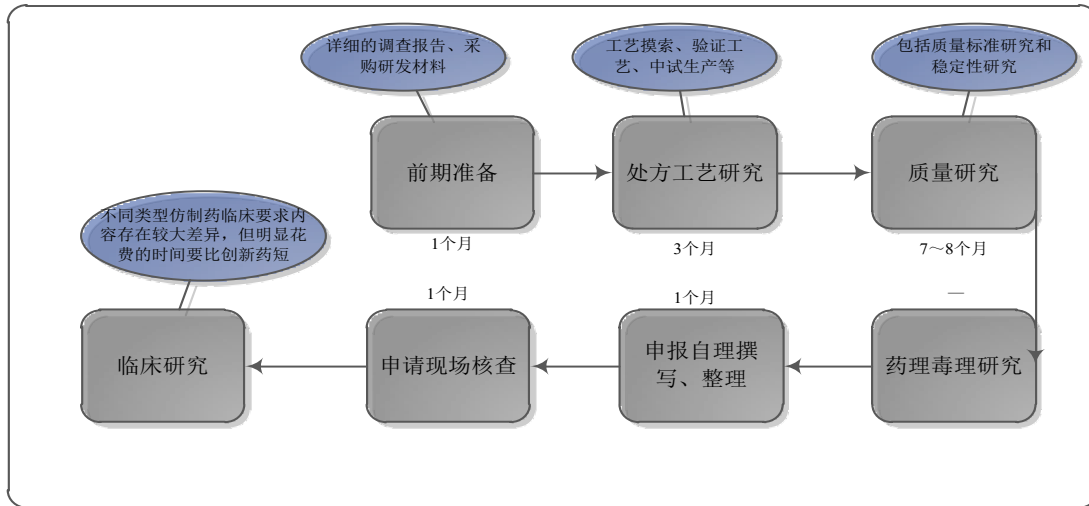 详细的调查报告、采
购研发材料
工艺摸索、验证工
艺、中试生产等
包括质量标准研究和
稳定性研究
前期准备
处方工艺研究
质量研究
1个月
3个月
7～8个月
不同类型仿制药临床要求内
容存在较大差异，但明显花
费的时间要比创新药短
1个月
1个月
—
临床研究
申请现场核查
申报自理撰
写、整理
药理毒理研究